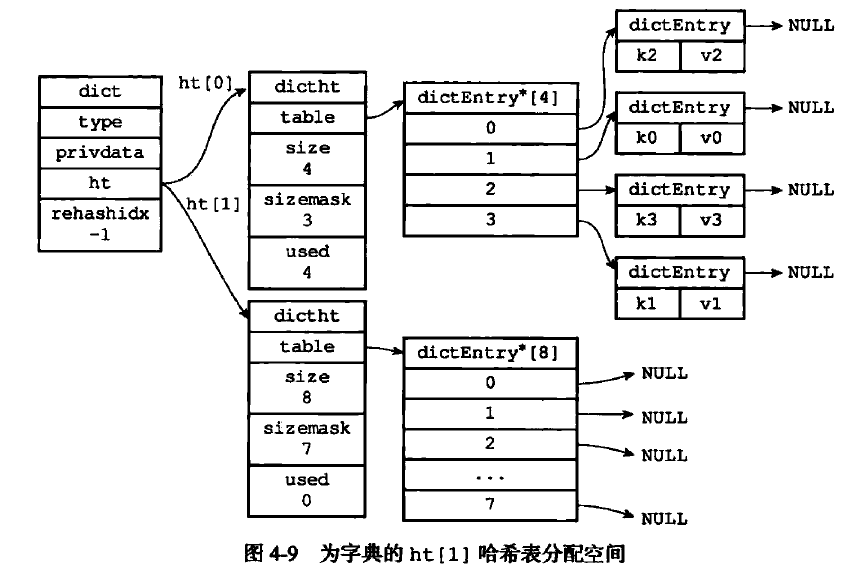 dict
type
privdata
ht
rehashidx
-1
ht[0]
ht[1]
dictht
table
size
4
sizemask
3
used
4
dictEntry*[4]
0
1
2
3
dictEntry
k2 v2
NULL
dictEntry
k0 v0
NULL
dictEntry
k3 v3
NULL
dictEntry
k1 v1
NULL
dictht
table
size
8
sizemask
7
used
0
dictEntry*[8]
0
1
2
...
7
NULL
NULL
NULL
NULL
图 4-9 为字典的 ht[1] 哈希表分配空间